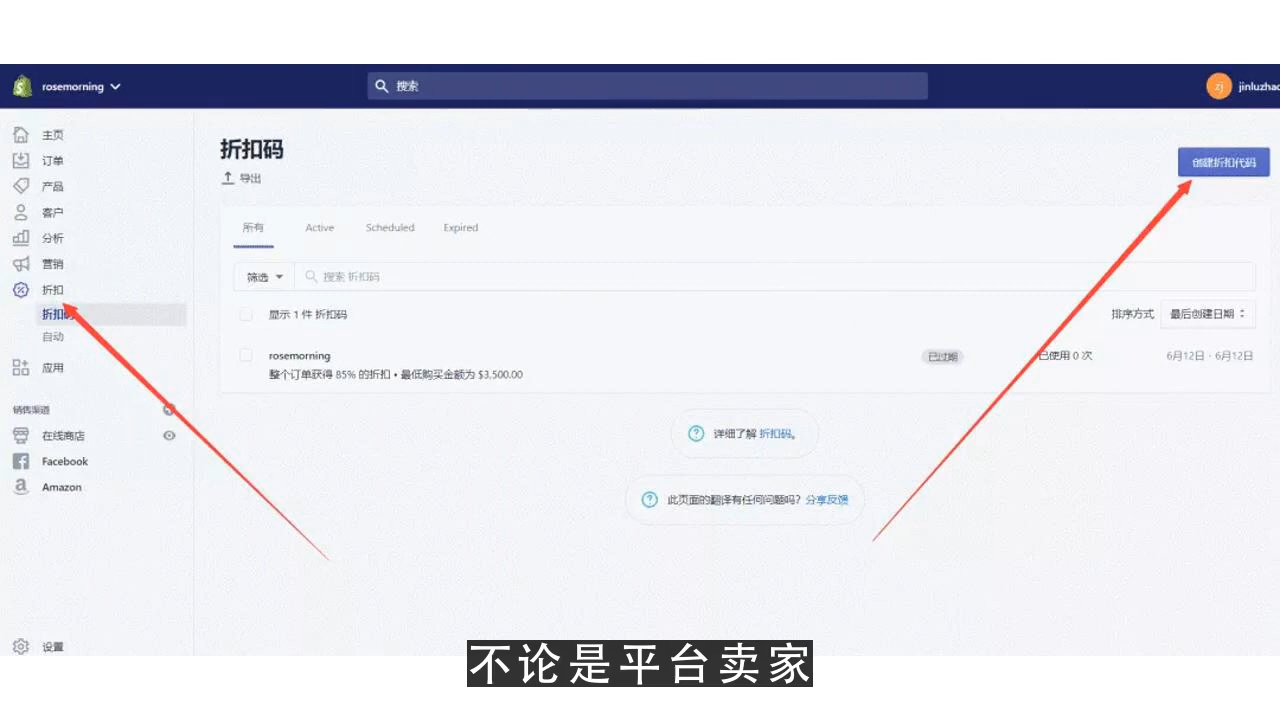 rosemorning
搜索
zj
jinluzhao
主页
订单
产品
客户
分析
营销
折扣
折扣码
自动
应用
销售渠道
在线商店
Facebook
Amazon
设置
折扣码
导出
创建折扣代码
所有 Active Scheduled Expired
筛选 搜索 折扣码
显示 1 件 折扣码 排序方式 最后创建日期
rosemorning 已过期 已使用 0 次 6月12日 - 6月12日
整个订单获得 85% 的折扣 • 最低购买金额为 $3,500.00
详细了解 折扣码。
此页面的翻译有任何问题吗? 分享反馈
不论是平台卖家